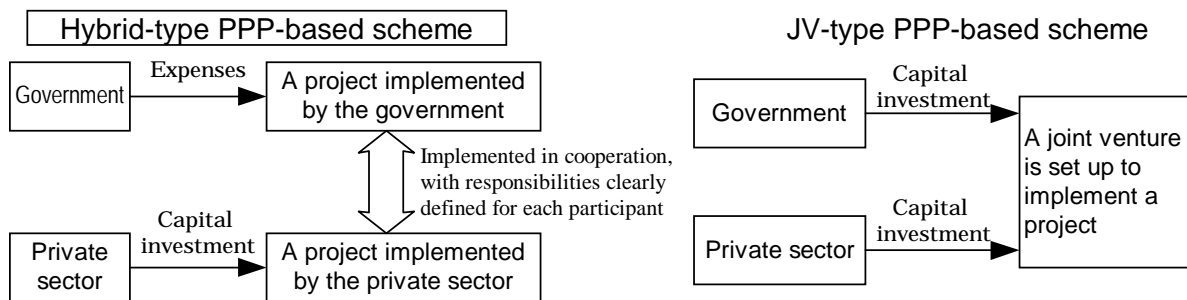 Hybrid-type PPP-based scheme
Government
Expenses
A project implemented
by the government
Implemented in cooperation,
with responsibilities clearly
defined for each participant
Private
sector
Capital
investment
A project implemented
by the private sector
JV-type PPP-based scheme
Government
Capital
investment
A joint venture
is set up to
implement a
project
Private sector
Capital
investment